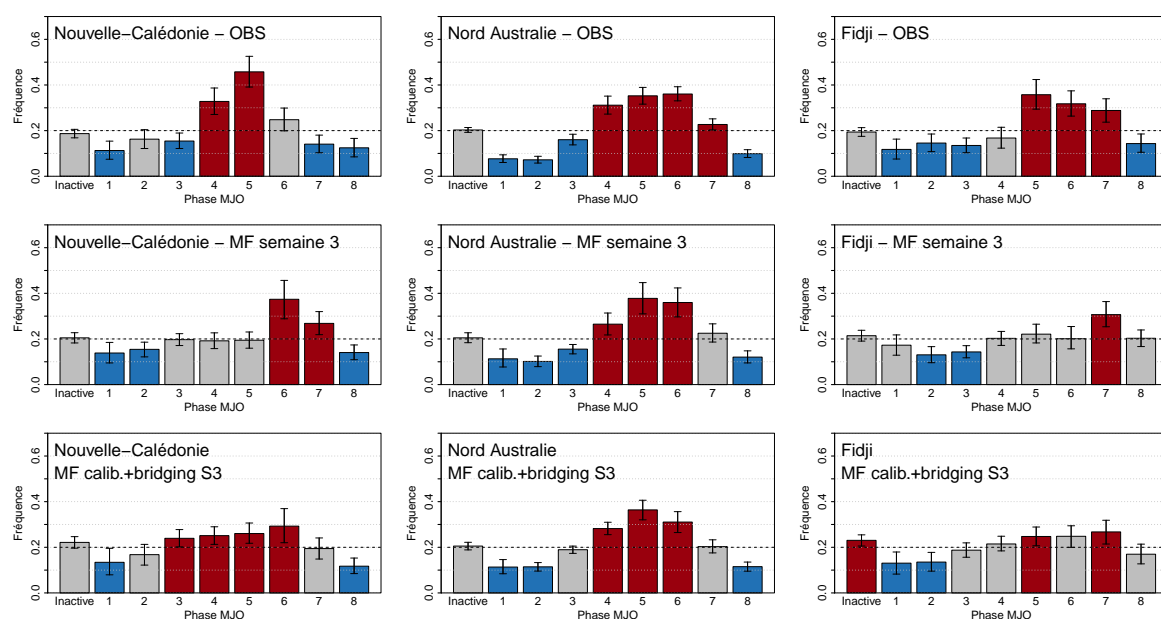 Nouvelle−Calédonie − OBS
Fréquence
0.0 0.2 0.4 0.6
Inactive 1 2 3 4 5 6 7 8
Phase MJO
Nord Australie − OBS
Fréquence
0.0 0.2 0.4 0.6
Inactive 1 2 3 4 5 6 7 8
Phase MJO
Fidji − OBS
Fréquence
0.0 0.2 0.4 0.6
Inactive 1 2 3 4 5 6 7 8
Phase MJO
Nouvelle−Calédonie − MF semaine 3
Fréquence
0.0 0.2 0.4 0.6
Inactive 1 2 3 4 5 6 7 8
Phase MJO
Nord Australie − MF semaine 3
Fréquence
0.0 0.2 0.4 0.6
Inactive 1 2 3 4 5 6 7 8
Phase MJO
Fidji − MF semaine 3
Fréquence
0.0 0.2 0.4 0.6
Inactive 1 2 3 4 5 6 7 8
Phase MJO
Nouvelle−Calédonie
MF calib.+bridging S3
Fréquence
0.0 0.2 0.4 0.6
Inactive 1 2 3 4 5 6 7 8
Phase MJO
Nord Australie
MF calib.+bridging S3
Fréquence
0.0 0.2 0.4 0.6
Inactive 1 2 3 4 5 6 7 8
Phase MJO
Fidji
MF calib.+bridging S3
Fréquence
0.0 0.2 0.4 0.6
Inactive 1 2 3 4 5 6 7 8
Phase MJO